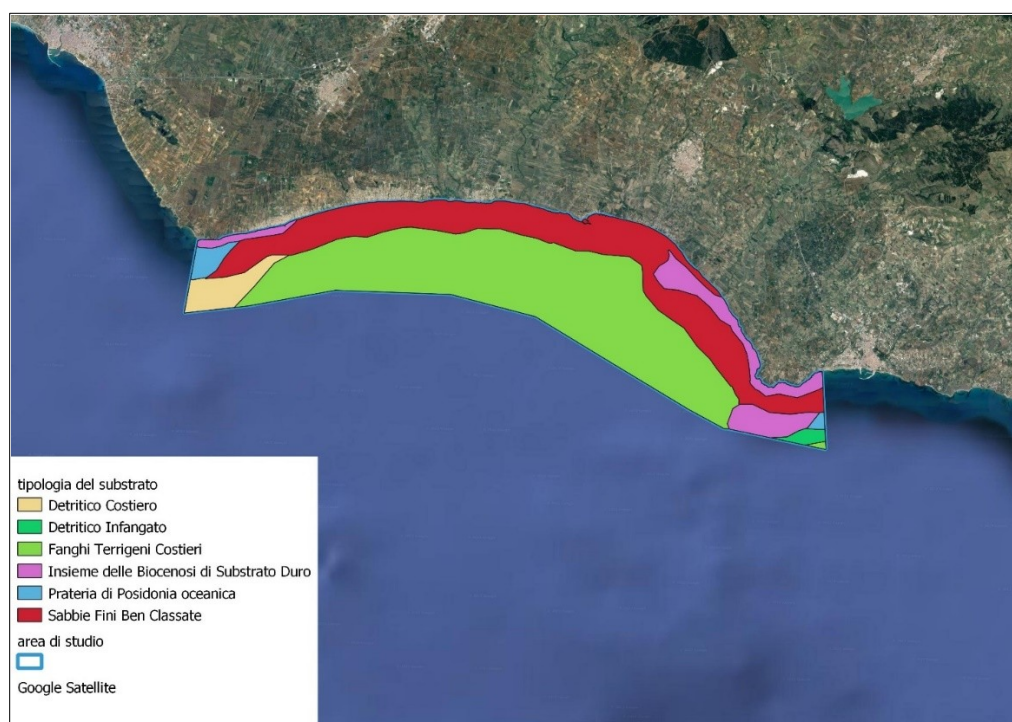 tipologia del substrato
Detritico Costiero
Detritico Infangato
Fanghi Terrigeni Costieri
Insieme delle Biocenosi di Substrato Duro
Prateria di Posidonia oceanica
Sabbie Fini Ben Classate
area di studio
Google Satellite